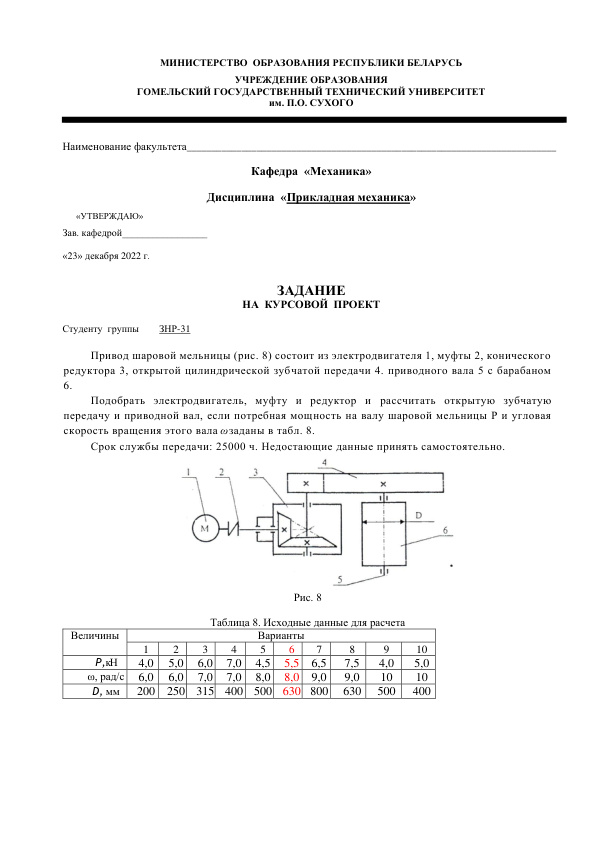 МИНИСТЕРСТВО ОБРАЗОВАНИЯ РЕСПУБЛИКИ БЕЛАРУСЬ
УЧРЕЖДЕНИЕ ОБРАЗОВАНИЯ
ГОМЕЛЬСКИЙ ГОСУДАРСТВЕННЫЙ ТЕХНИЧЕСКИЙ УНИВЕРСИТЕТ
им. П.О. СУХОГО
Наименование факультета
Кафедра «Механика»
Дисциплина «Прикладная механика»
«УТВЕРЖДАЮ»
Зав. кафедрой
«23» декабря 2022 г.
ЗАДАНИЕ
НА КУРСОВОЙ ПРОЕКТ
Студенту группы ЗНР-31
Привод шаровой мельницы (рис. 8) состоит из электродвигателя 1, муфты 2, конического
редуктора 3, открытой цилиндрической зубчатой передачи 4. приводного вала 5 с барабаном
6.
Подобрать электродвигатель, муфту и редуктор и рассчитать открытую зубчатую
передачу и приводной вал, если потребная мощность на валу шаровой мельницы Р и угловая
скорость вращения этого вала ω заданы в табл. 8.
Срок службы передачи: 25000 ч. Недостающие данные принять самостоятельно.
1 2 3 4
М D
6
5
Рис. 8
Таблица 8. Исходные данные для расчета
Величины Варианты
1 2 3 4 5 6 7 8 9 10
Р,кН 4,0 5,0 6,0 7,0 4,5 5,5 6,5 7,5 4,0 5,0
ω, рад/с 6,0 6,0 7,0 7,0 8,0 8,0 9,0 9,0 10 10
D, мм 200 250 315 400 500 630 800 630 500 400